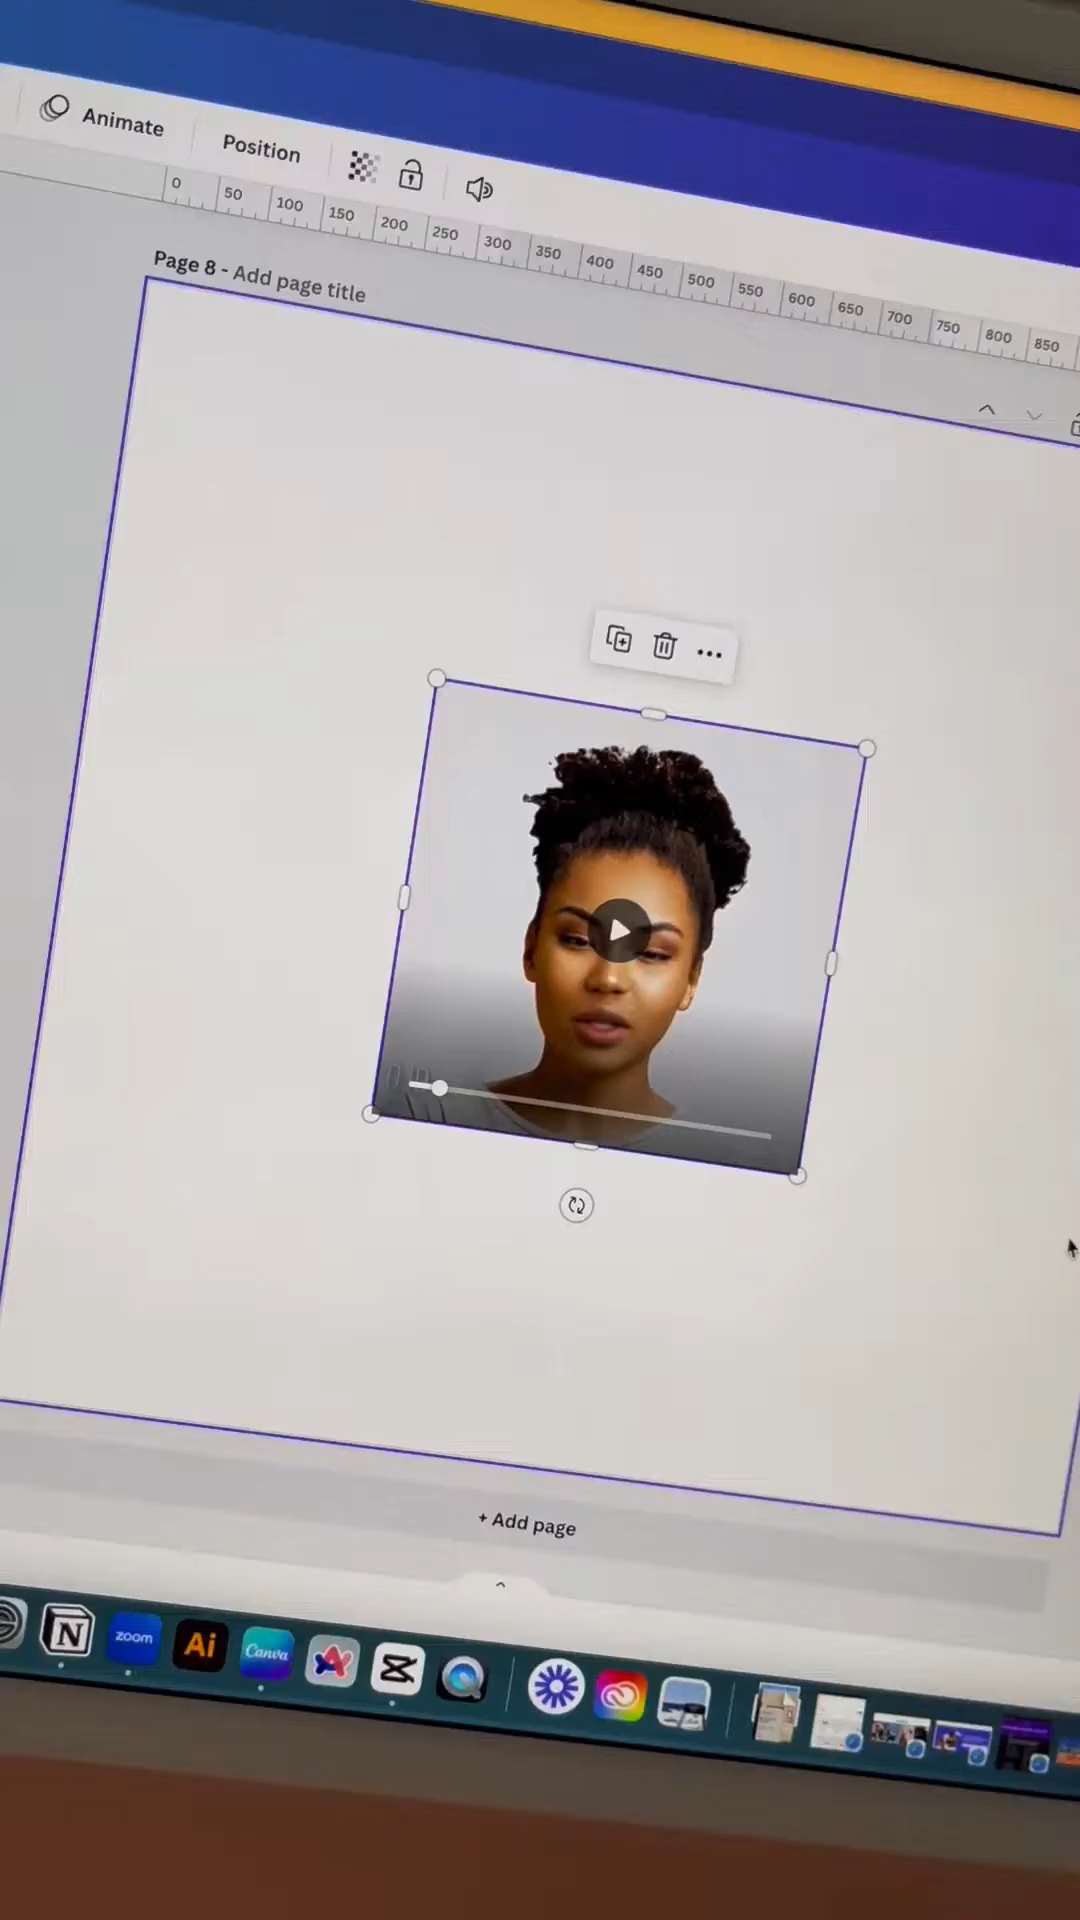 Animate
Position
0 50 100 150 200 250 300 350 400 450 500 550 600 650 700 750 800 850
Page 8 - Add page title
+ Add page
N
zoom
Ai
Canva